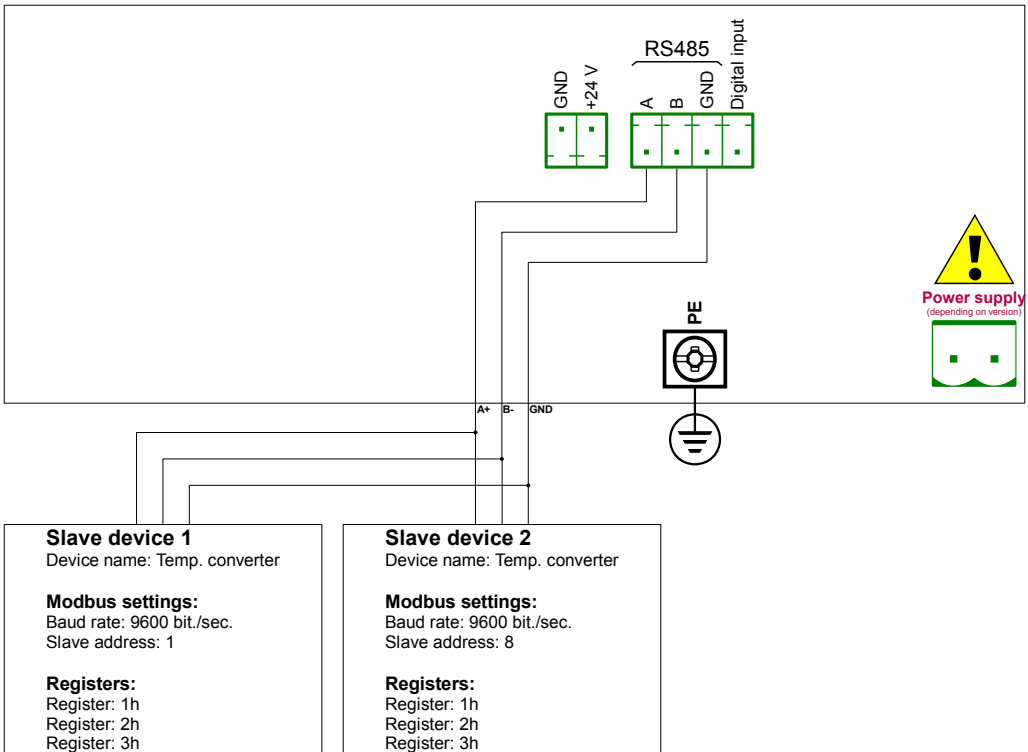 RS485
GND
+24 V
A
B
GND
Digital input
Power supply
(depending on version)
PE
A+ B- GND
Slave device 1
Device name: Temp. converter
Modbus settings:
Baud rate: 9600 bit./sec.
Slave address: 1
Registers:
Register: 1h
Register: 2h
Register: 3h
Slave device 2
Device name: Temp. converter
Modbus settings:
Baud rate: 9600 bit./sec.
Slave address: 8
Registers:
Register: 1h
Register: 2h
Register: 3h